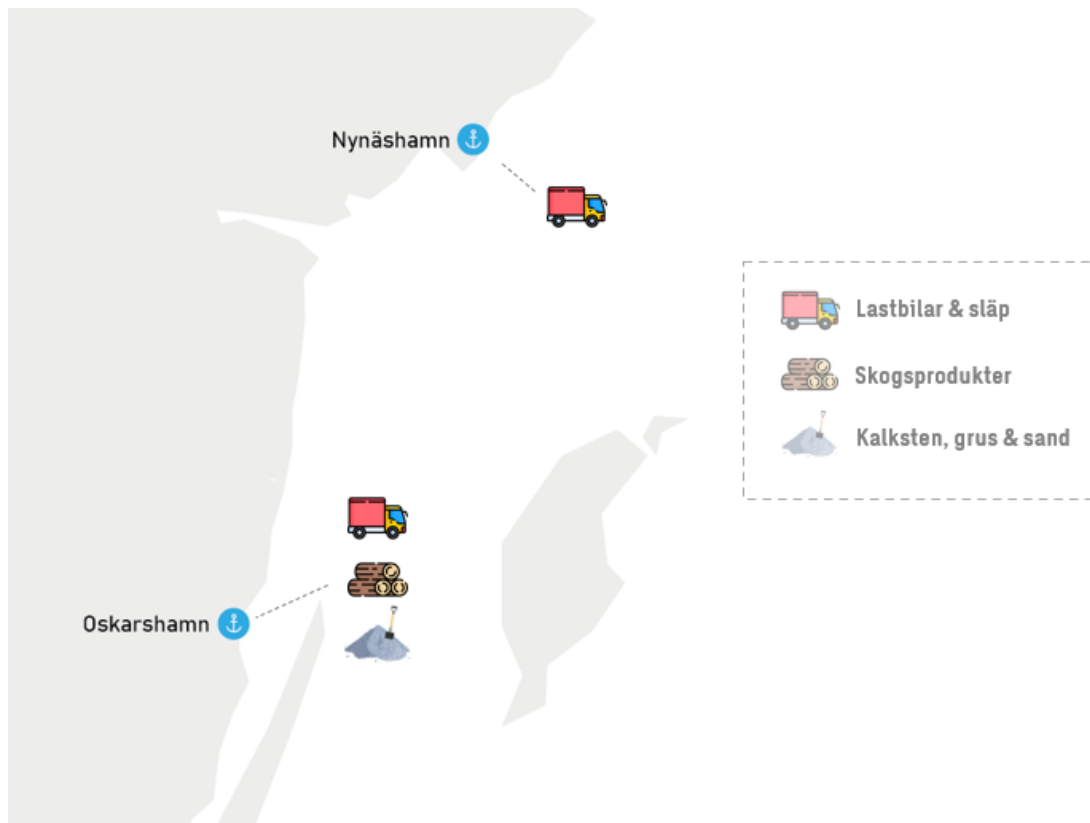 Nynäshamn
Lastbilar & släp
Skogsprodukter
Kalksten, grus & sand
Oskarshamn